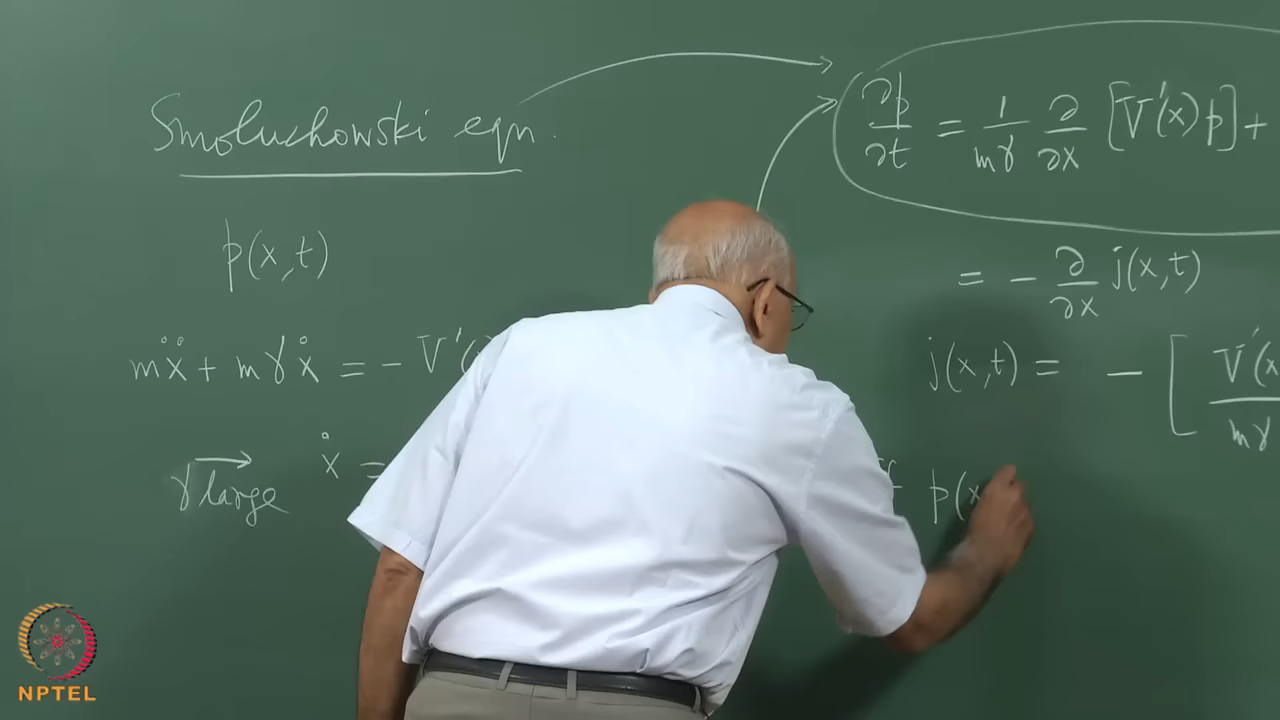 Smoluchowski eqn.
p(x,t)
mẍ + mγẋ = - V'(
γ large → ẋ =
∂p/∂t = 1/mγ ∂/∂x [V'(x)p] +
= - ∂/∂x j(x,t)
j(x,t) = - [ V'(x / mγ
p(x
NPTEL